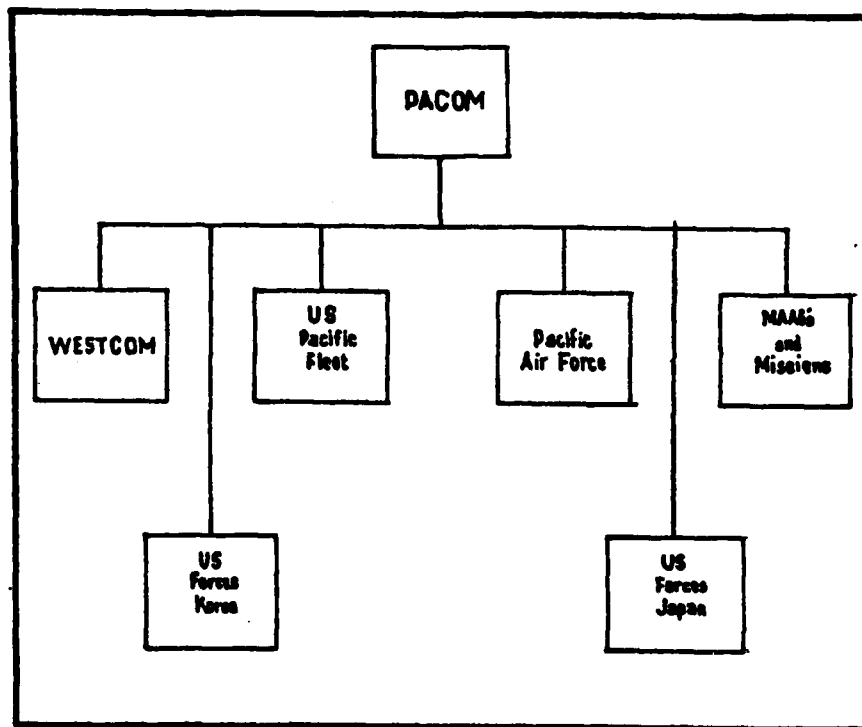 PACOM
WESTCOM
US
Pacific
Fleet
Pacific
Air Force
MAAGs
and
Missions
US
Forces
Korea
US
Forces
Japan